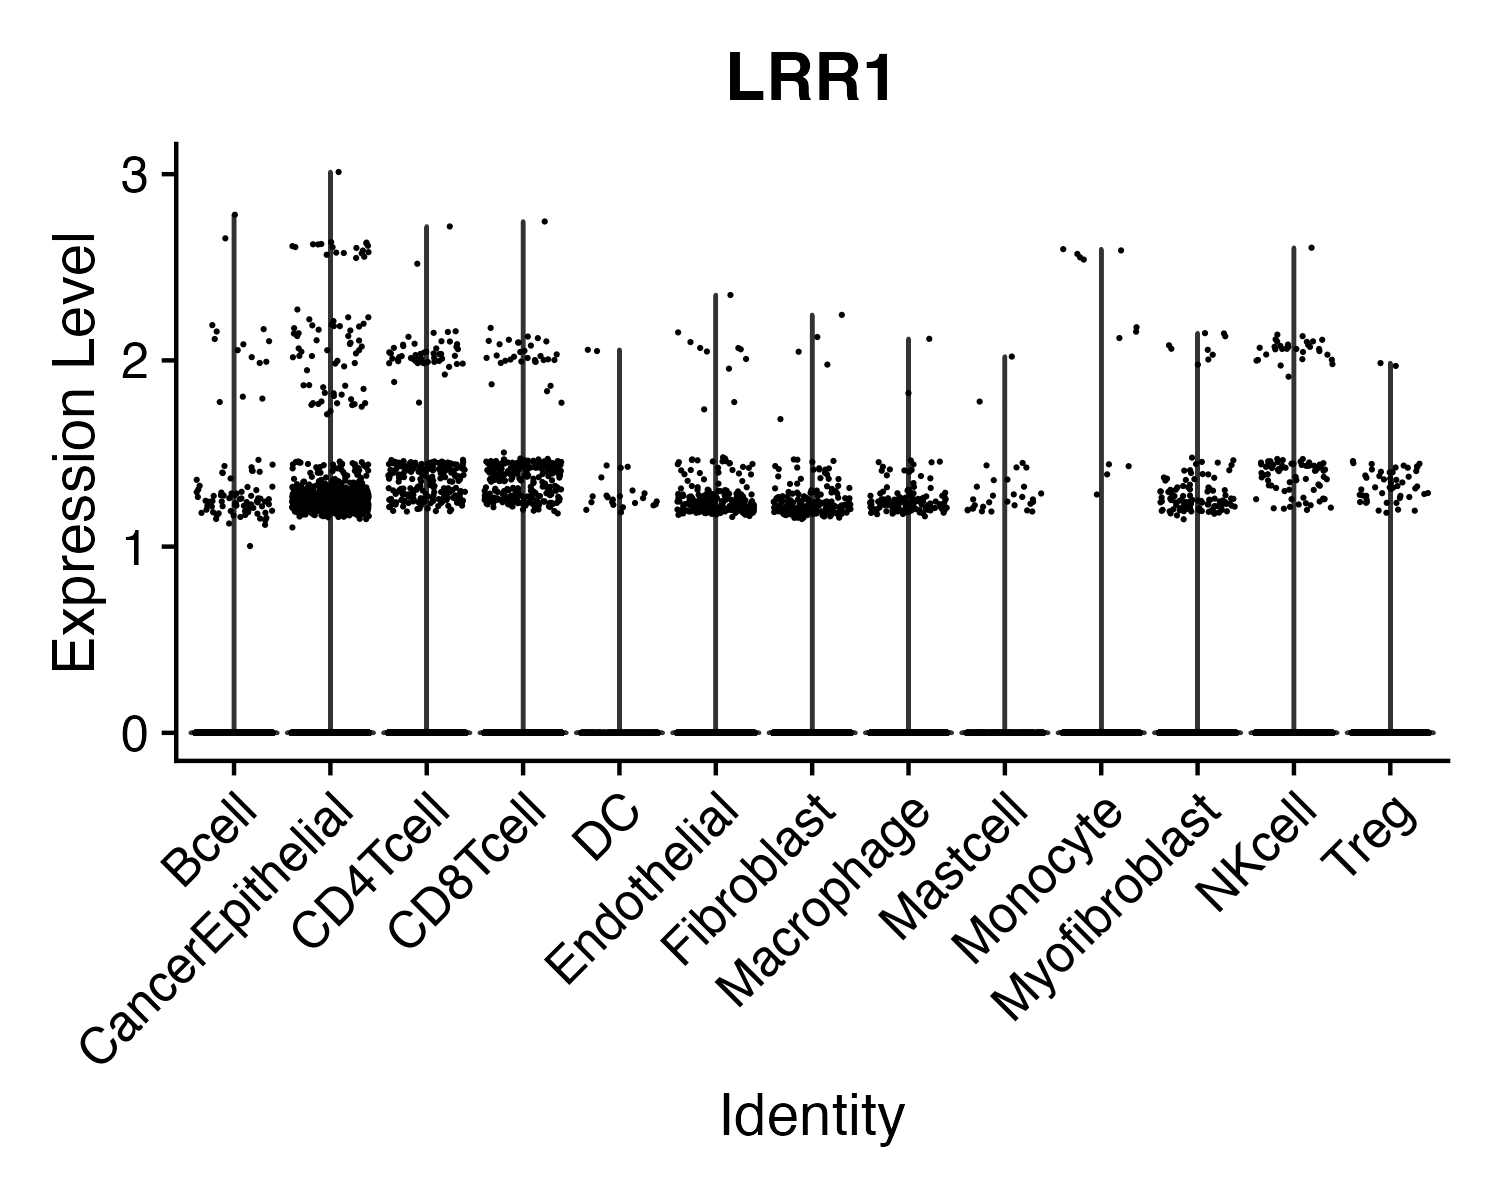 LRR1
Expression Level
3
2
1
0
Bcell
CancerEpithelial
CD4Tcell
CD8Tcell
DC
Endothelial
Fibroblast
Macrophage
Mastcell
Monocyte
Myofibroblast
NKcell
Treg
Identity